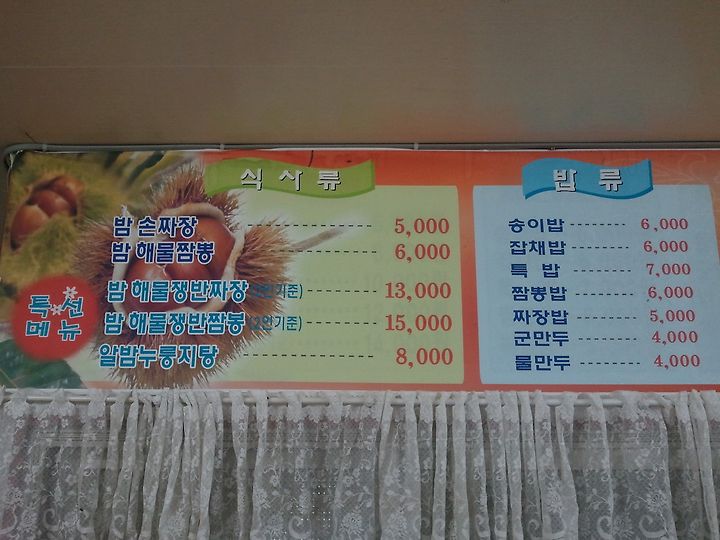 식사류
밤 손짜장 5,000
밤 해물짬뽕 6,000
특선
메뉴
밤 해물쟁반짜장(2인기준) 13,000
밤 해물쟁반짬뽕(2인기준) 15,000
알밤누룽지탕 8,000
밥류
송이밥 6,000
잡채밥 6,000
특 밥 7,000
짬뽕밥 6,000
짜장밥 5,000
군만두 4,000
물만두 4,000